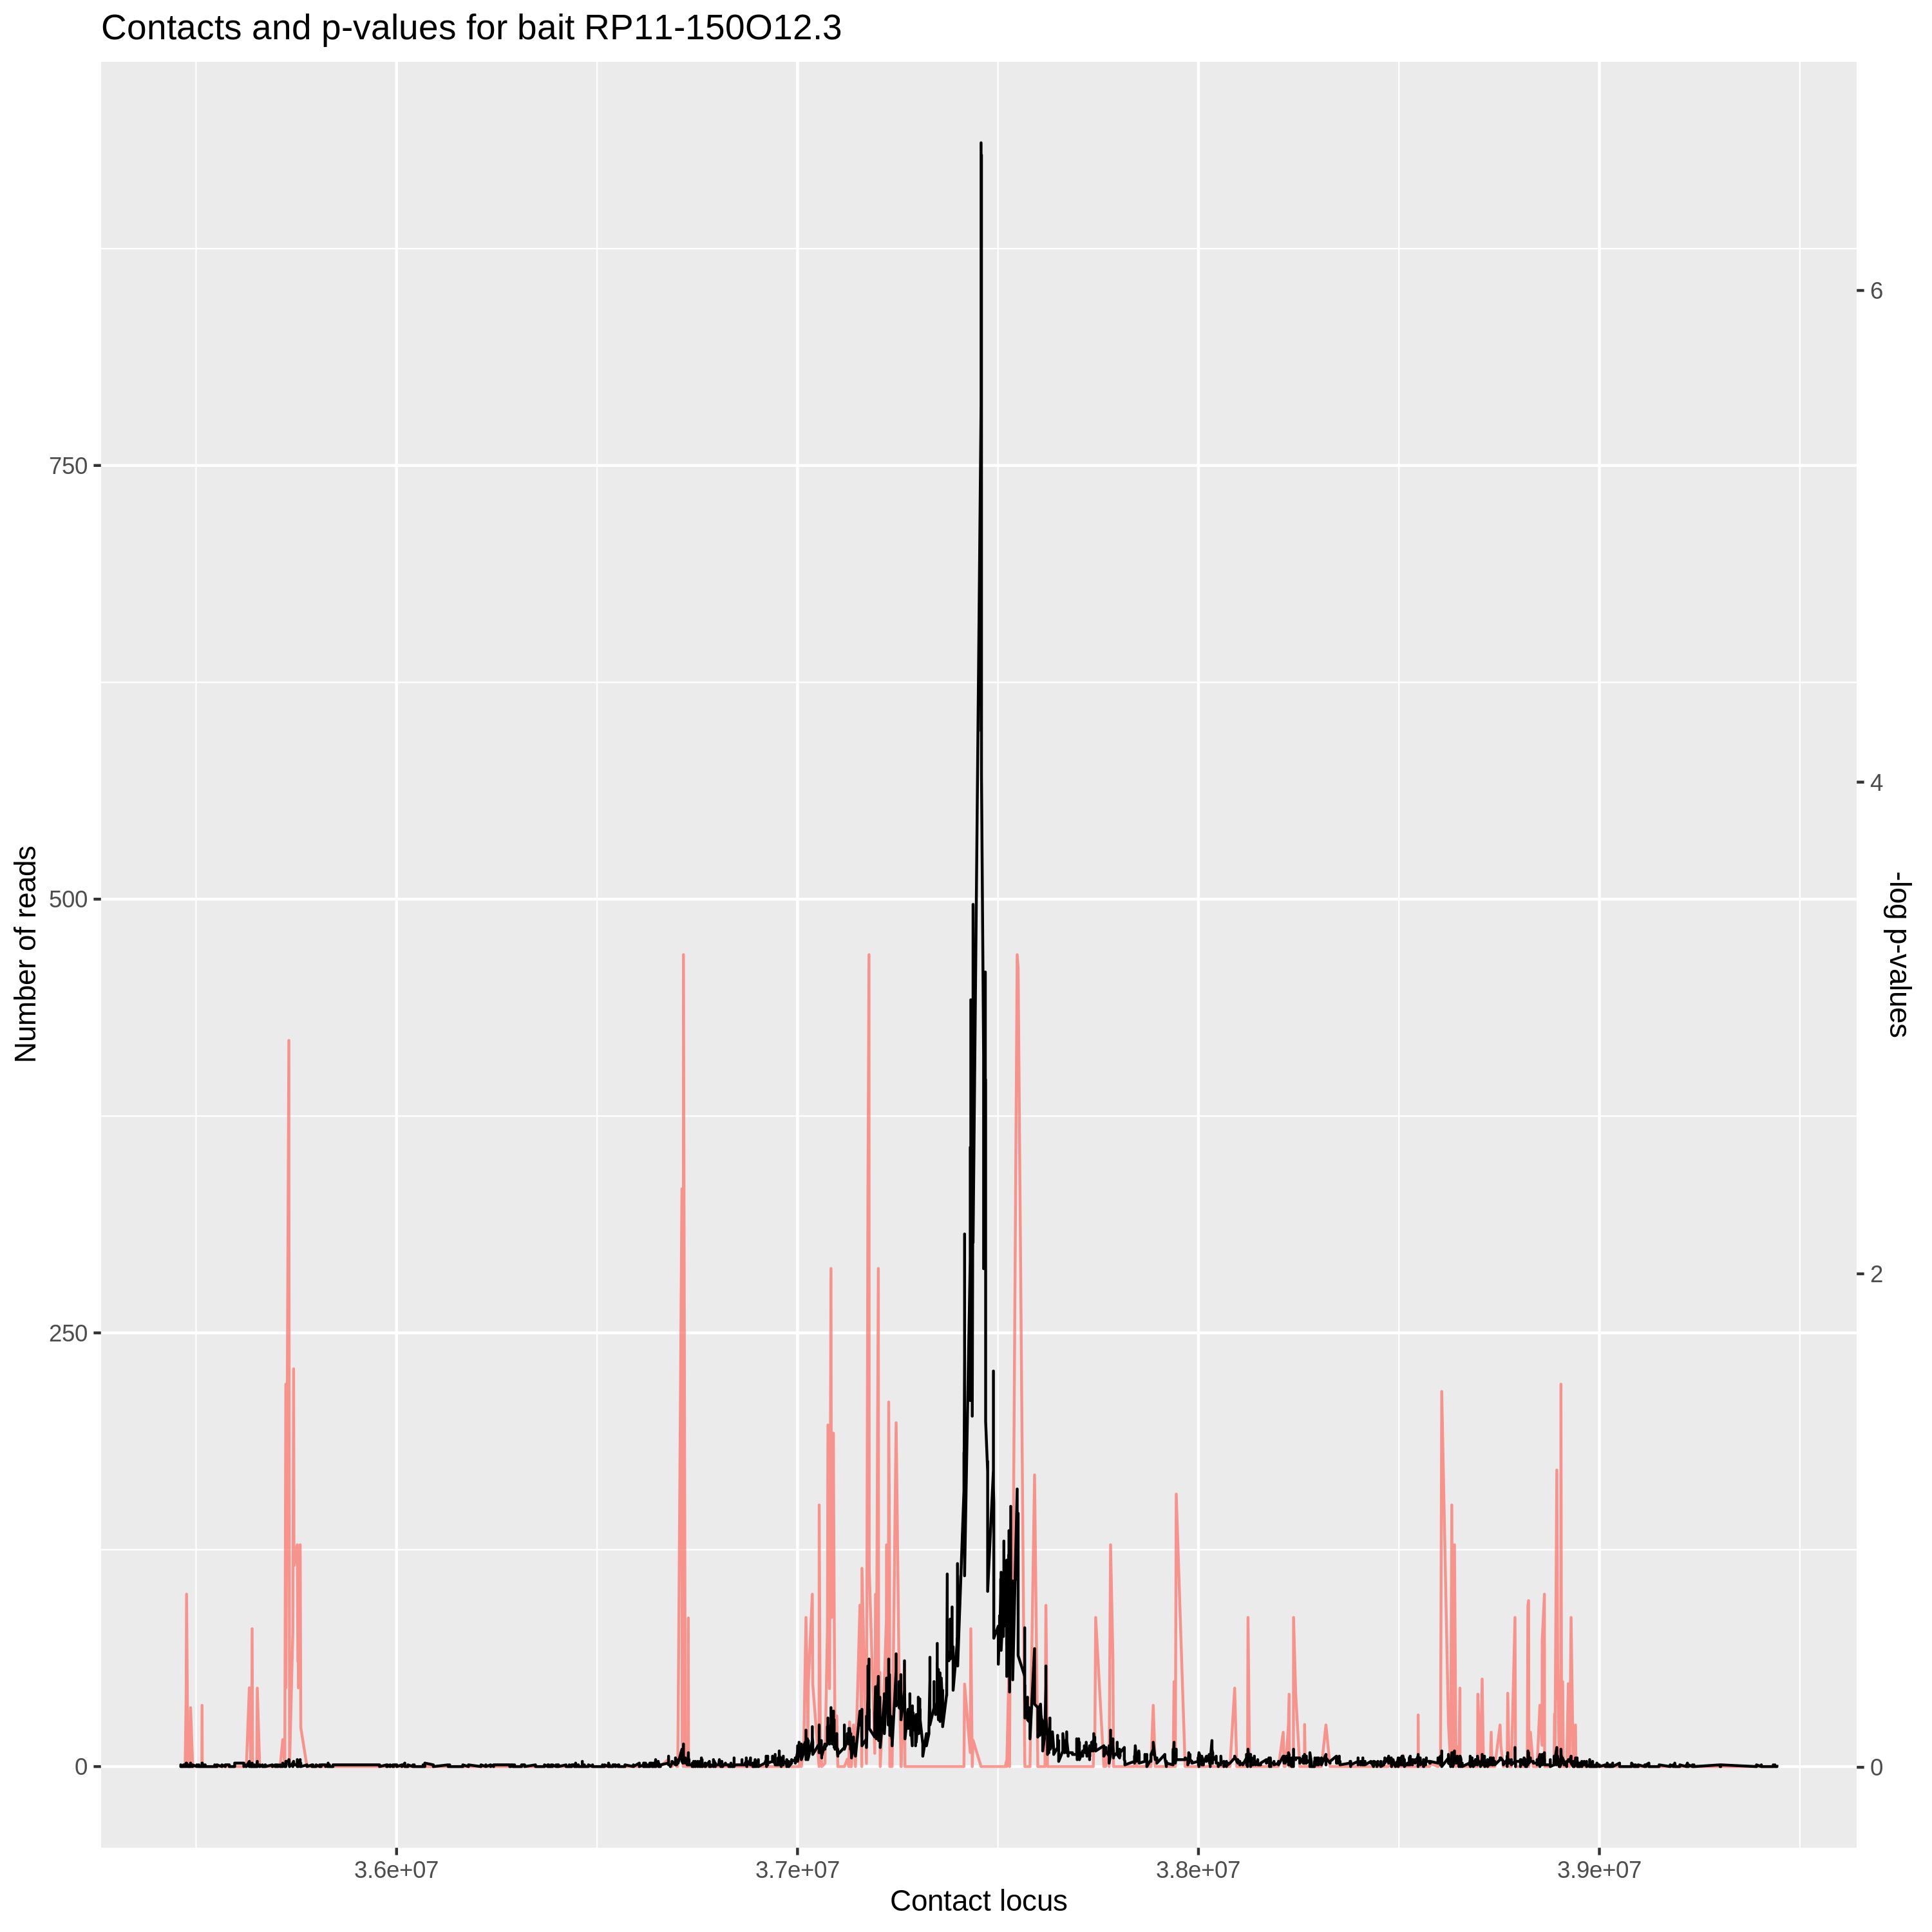 Contacts and p-values for bait RP11-150O12.3
750
500
250
0
Number of reads
6
4
2
0
-log p-values
3.6e+07
3.7e+07
3.8e+07
3.9e+07
Contact locus